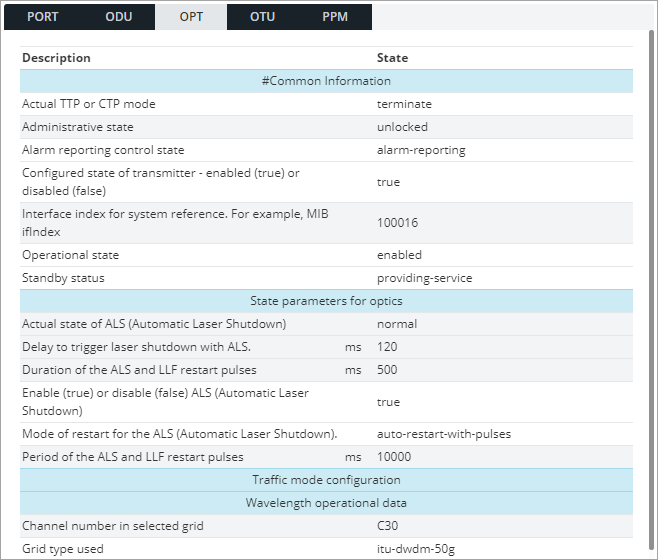 PORT ODU OPT OTU PPM
Description State
#Common Information
Actual TTP or CTP mode terminate
Administrative state unlocked
Alarm reporting control state alarm-reporting
Configured state of transmitter - enabled (true) or
disabled (false) true
Interface index for system reference. For example, MIB
ifIndex 100016
Operational state enabled
Standby status providing-service
State parameters for optics
Actual state of ALS (Automatic Laser Shutdown) normal
Delay to trigger laser shutdown with ALS. ms 120
Duration of the ALS and LLF restart pulses ms 500
Enable (true) or disable (false) ALS (Automatic Laser
Shutdown) true
Mode of restart for the ALS (Automatic Laser Shutdown). auto-restart-with-pulses
Period of the ALS and LLF restart pulses ms 10000
Traffic mode configuration
Wavelength operational data
Channel number in selected grid C30
Grid type used itu-dwdm-50g